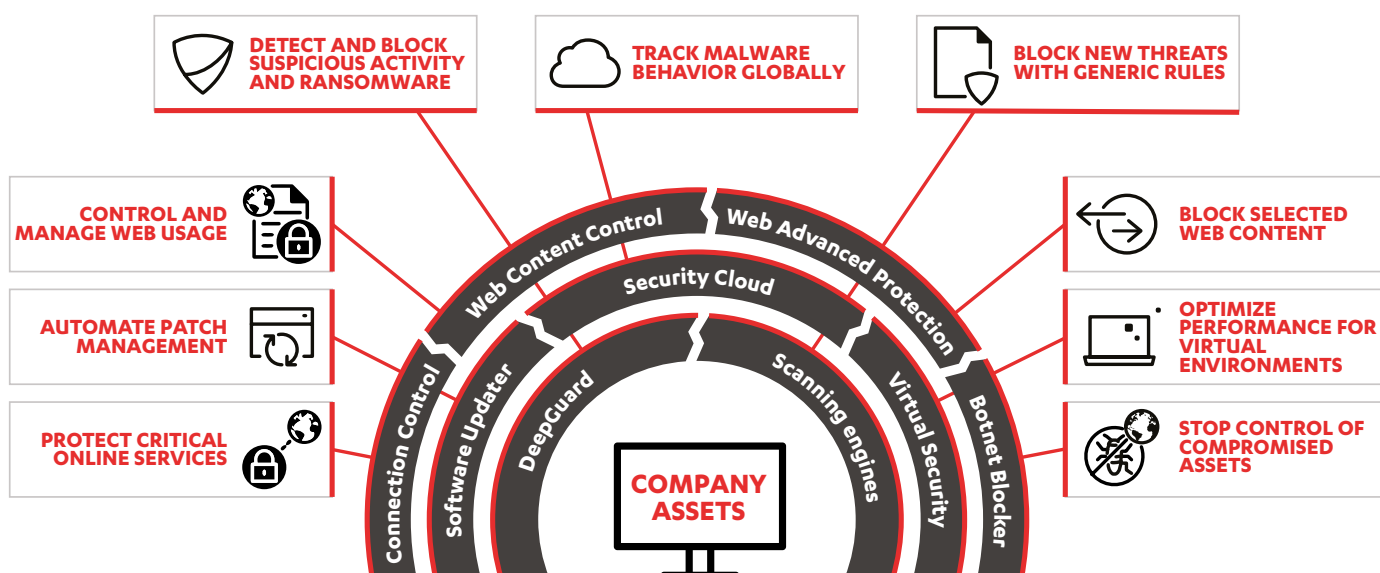 DETECT AND BLOCK
SUSPICIOUS ACTIVITY
AND RANSOMWARE
TRACK MALWARE
BEHAVIOR GLOBALLY
BLOCK NEW THREATS
WITH GENERIC RULES
CONTROL AND
MANAGE WEB USAGE
BLOCK SELECTED
WEB CONTENT
AUTOMATE PATCH
MANAGEMENT
OPTIMIZE
PERFORMANCE FOR
VIRTUAL
ENVIRONMENTS
PROTECT CRITICAL
ONLINE SERVICES
STOP CONTROL OF
COMPROMISED
ASSETS
Connection Control
Web Content Control
Web Advanced Protection
Botnet Blocker
Software Updater
Security Cloud
Virtual Security
DeepGuard
Scanning engines
COMPANY
ASSETS